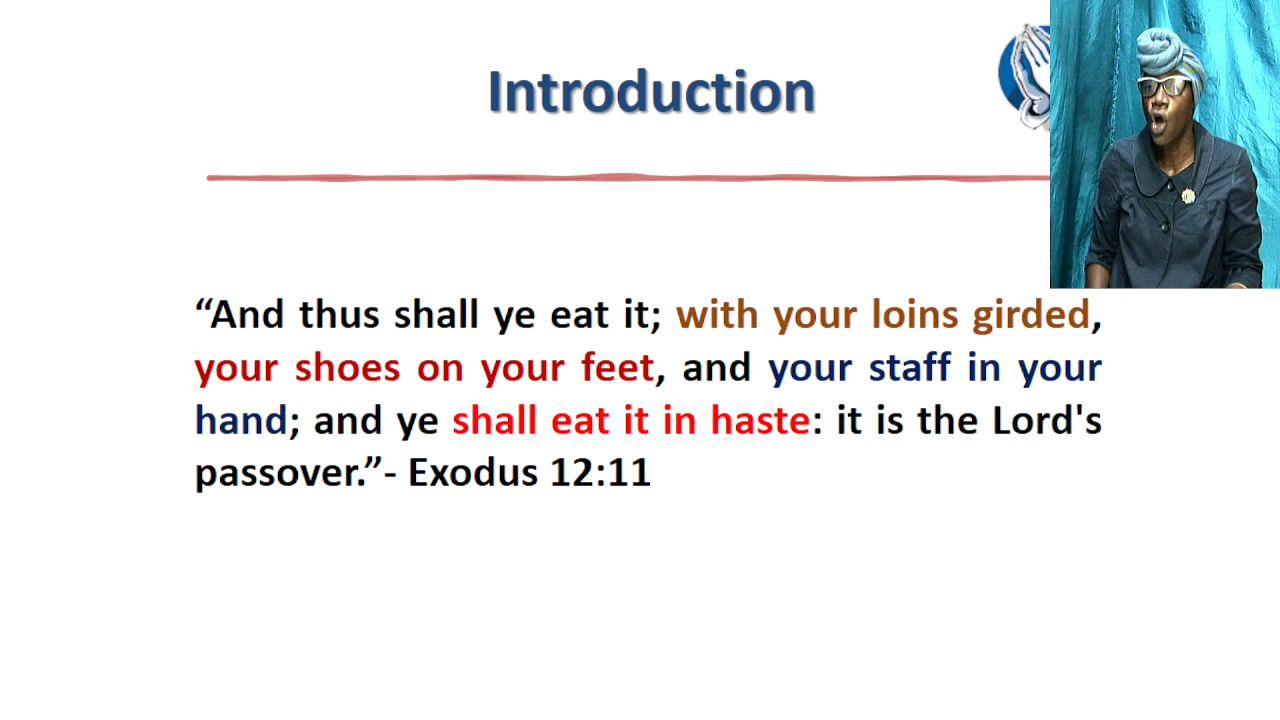 Introduction
“And thus shall ye eat it; with your loins girded,
your shoes on your feet, and your staff in your
hand; and ye shall eat it in haste: it is the Lord's
passover.”- Exodus 12:11